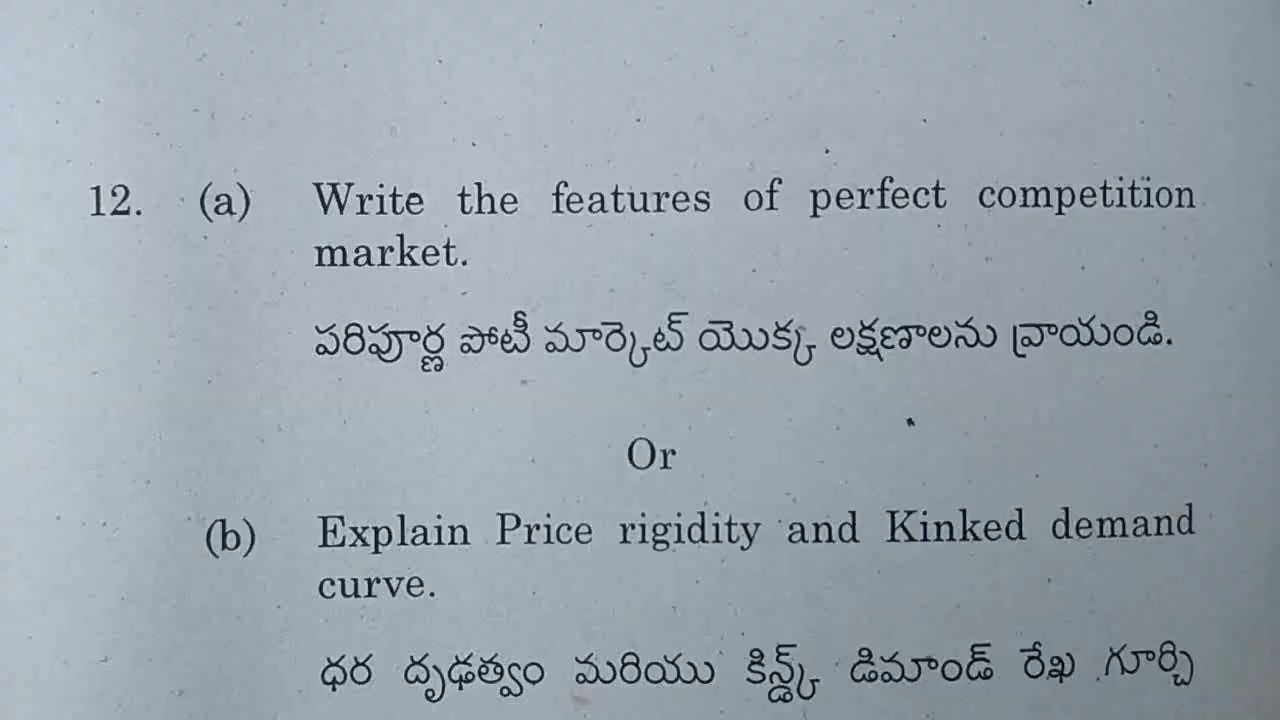 12. (a) Write the features of perfect competition
market.
పరిపూర్ణ పోటీ మార్కెట్ యొక్క లక్షణాలను వ్రాయండి.
Or
(b) Explain Price rigidity and Kinked demand
curve.
ధర దృఢత్వం మరియు కిన్డ్క్ డిమాండ్ రేఖ గూర్చి